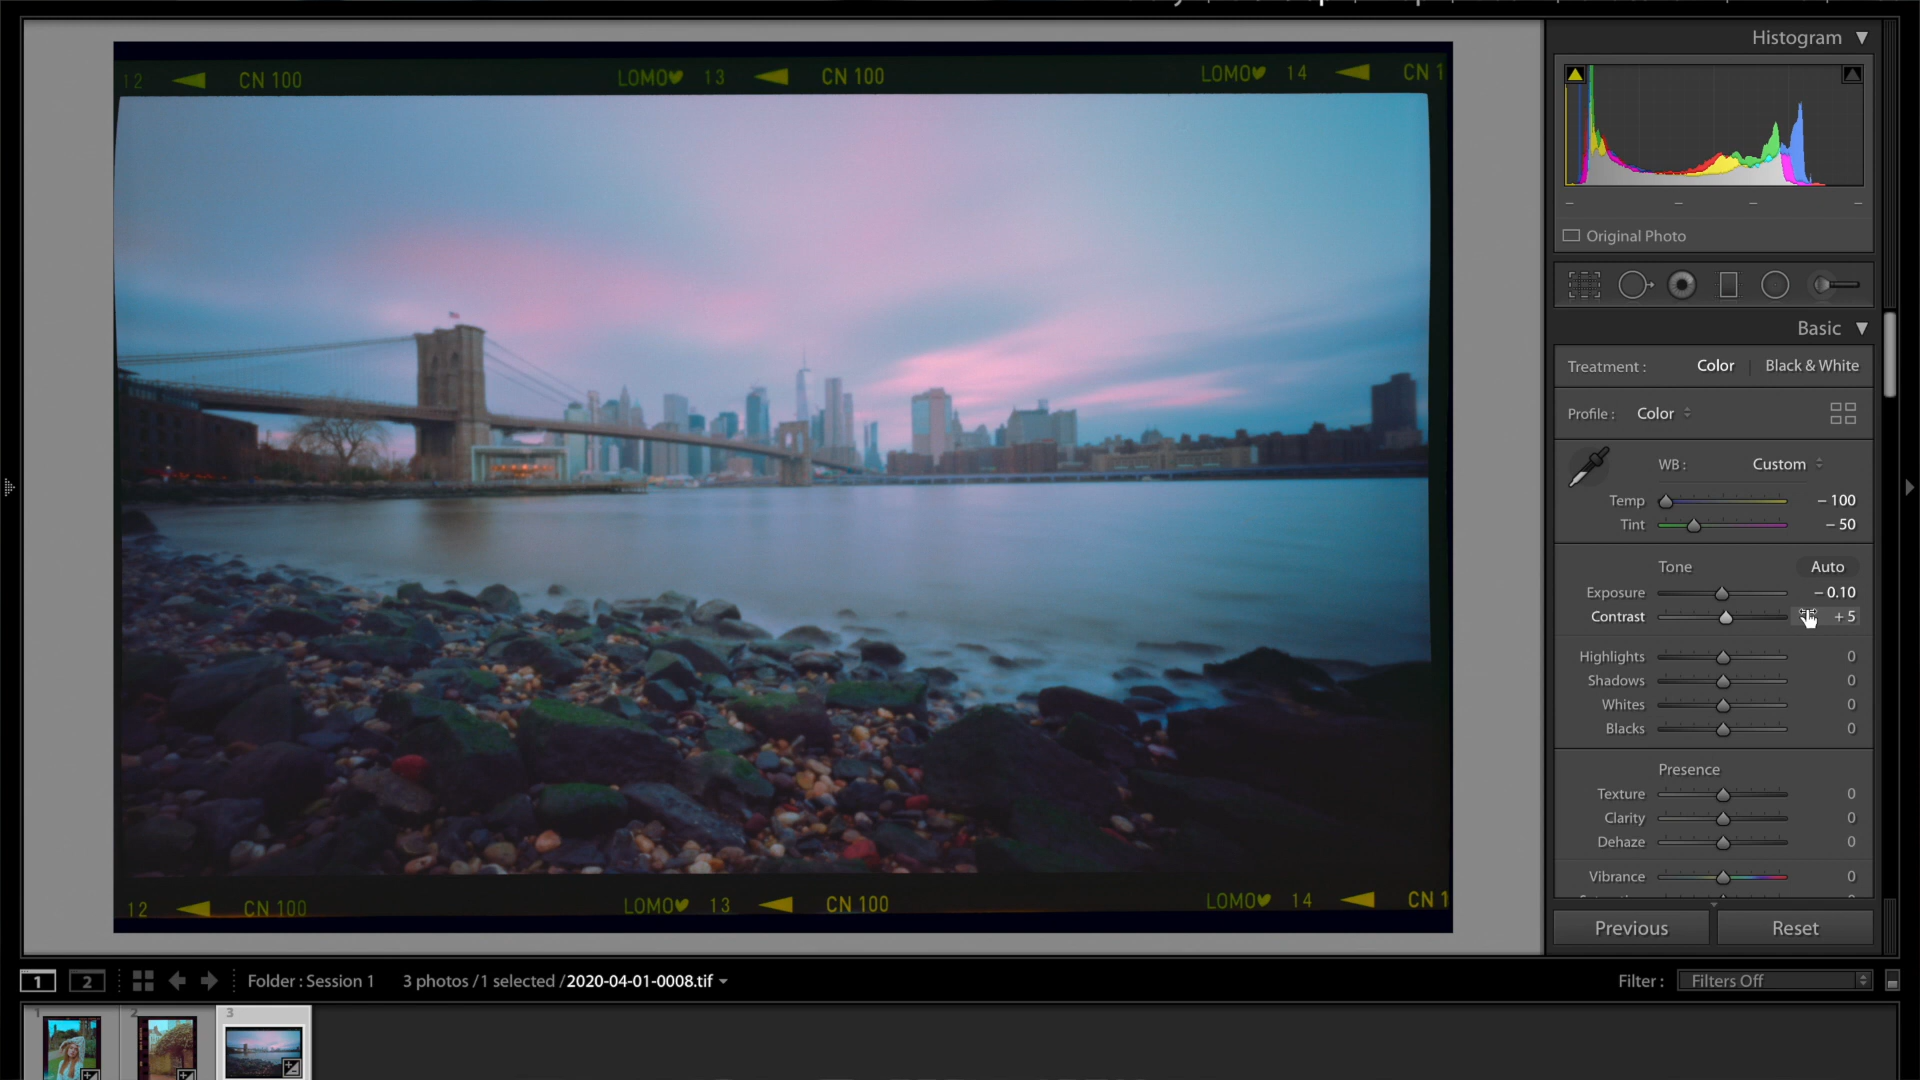 Histogram
12 CN 100 LOMO 13 CN 100 LOMO 14 CN 1
Original Photo
Basic
Treatment : Color Black & White
Profile : Color
WB : Custom
Temp − 100
Tint − 50
Tone Auto
Exposure − 0.10
Contrast + 5
Highlights 0
Shadows 0
Whites 0
Blacks 0
Presence
Texture 0
Clarity 0
Dehaze 0
Vibrance 0
12 CN 100 LOMO 13 CN 100 LOMO 14 CN 1
Previous Reset
1 2 Folder : Session 1 3 photos /1 selected /2020-04-01-0008.tif Filter : Filters Off
1 2 3